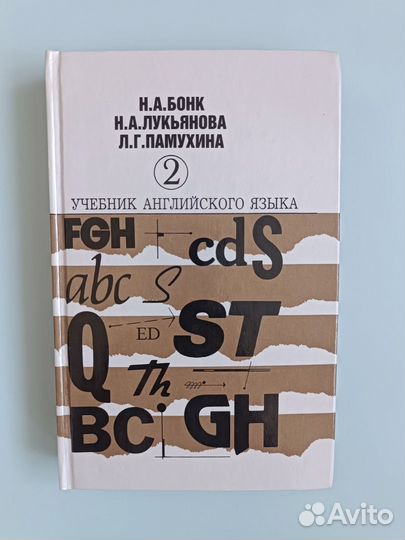 Н.А.БОНК
Н.А.ЛУКЬЯНОВА
Л.Г.ПАМУХИНА
2
УЧЕБНИК АНГЛИЙСКОГО ЯЗЫКА
FGH
cdS
abc S
Q
ED
ST
Th
BC
i
GH
Avito